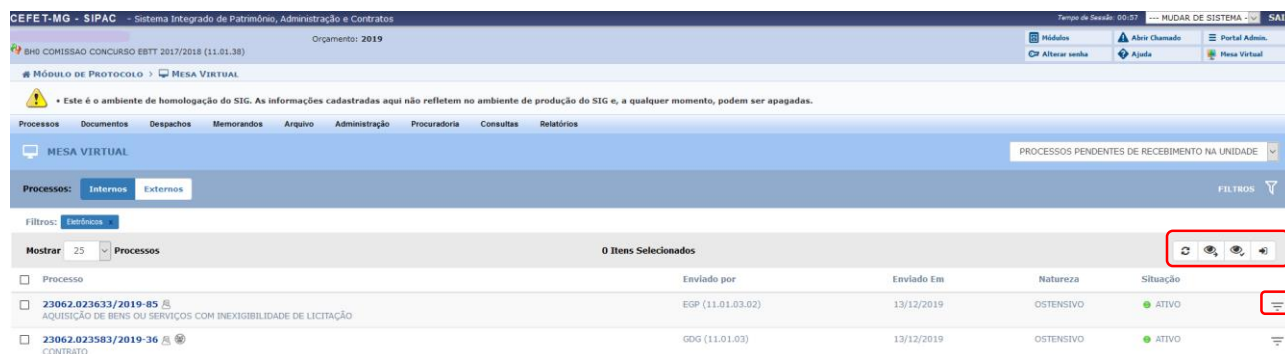 CEFET-MG - SIPAC - Sistema Integrado de Patrimônio, Administração e Contratos Tempo de Sessão: 00:57 --- MUDAR DE SISTEMA - SAI
Orçamento: 2019 Módulos Abrir Chamado Portal Admin.
BH0 COMISSAO CONCURSO EBTT 2017/2018 (11.01.38) Alterar senha Ajuda Mesa Virtual
MÓDULO DE PROTOCOLO > MESA VIRTUAL
• Este é o ambiente de homologação do SIG. As informações cadastradas aqui não refletem no ambiente de produção do SIG e, a qualquer momento, podem ser apagadas.
Processos Documentos Despachos Memorandos Arquivo Administração Procuradoria Consultas Relatórios
MESA VIRTUAL PROCESSOS PENDENTES DE RECEBIMENTO NA UNIDADE
Processos: Internos Externos FILTROS
Filtros: Eletrônicos x
Mostrar 25 Processos 0 Itens Selecionados
Processo Enviado por Enviado Em Natureza Situação
23062.023633/2019-85 EGP (11.01.03.02) 13/12/2019 OSTENSIVO ATIVO
AQUISIÇÃO DE BENS OU SERVIÇOS COM INEXIGIBILIDADE DE LICITAÇÃO
23062.023583/2019-36 GDG (11.01.03) 13/12/2019 OSTENSIVO ATIVO
CONTRATO